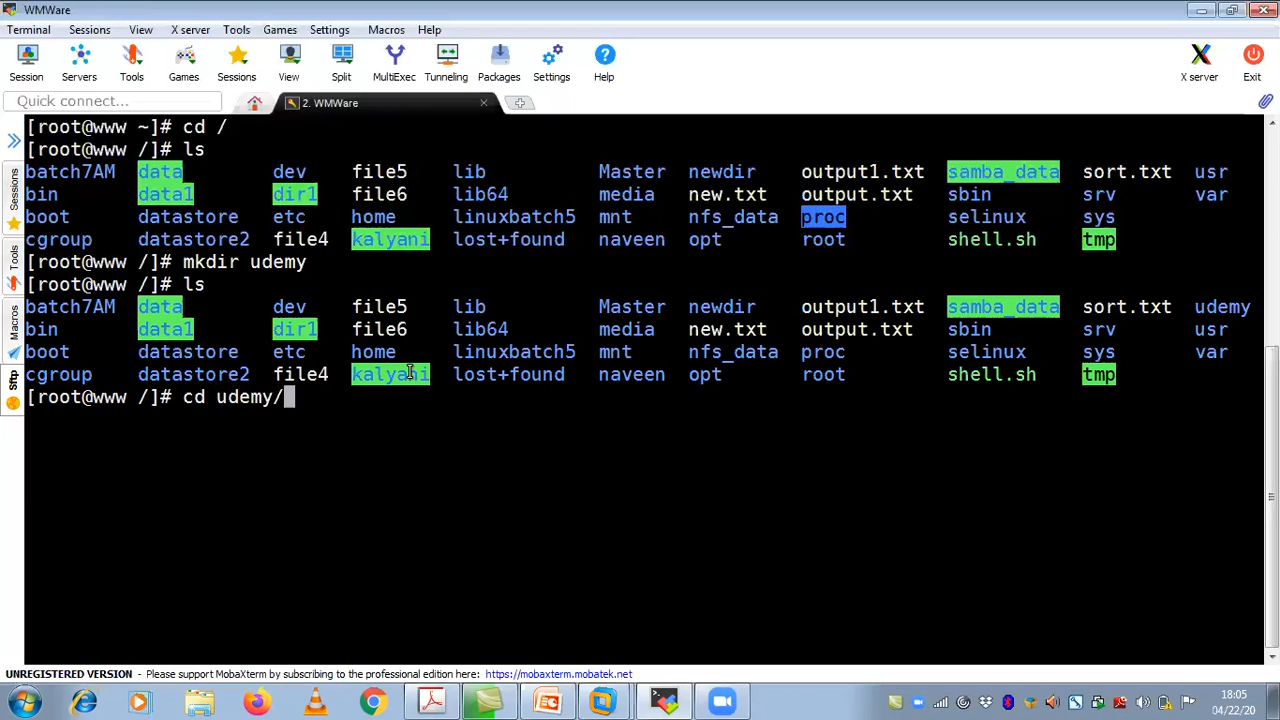 WMWare
Terminal Sessions View X server Tools Games Settings Macros Help
Session Servers Tools Games Sessions View Split MultiExec Tunneling Packages Settings Help X server Exit
Quick connect...
2. WMWare
Sessions
Tools
Macros
Sftp
[root@www ~]# cd /
[root@www /]# ls
batch7AM data dev file5 lib Master newdir output1.txt samba_data sort.txt usr
bin data1 dir1 file6 lib64 media new.txt output.txt sbin srv var
boot datastore etc home linuxbatch5 mnt nfs_data proc selinux sys
cgroup datastore2 file4 kalyani lost+found naveen opt root shell.sh tmp
[root@www /]# mkdir udemy
[root@www /]# ls
batch7AM data dev file5 lib Master newdir output1.txt samba_data sort.txt udemy
bin data1 dir1 file6 lib64 media new.txt output.txt sbin srv usr
boot datastore etc home linuxbatch5 mnt nfs_data proc selinux sys var
cgroup datastore2 file4 kalyani lost+found naveen opt root shell.sh tmp
[root@www /]# cd udemy/
UNREGISTERED VERSION - Please support MobaXterm by subscribing to the professional edition here: https://mobaxterm.mobatek.net
18:05
04/22/20